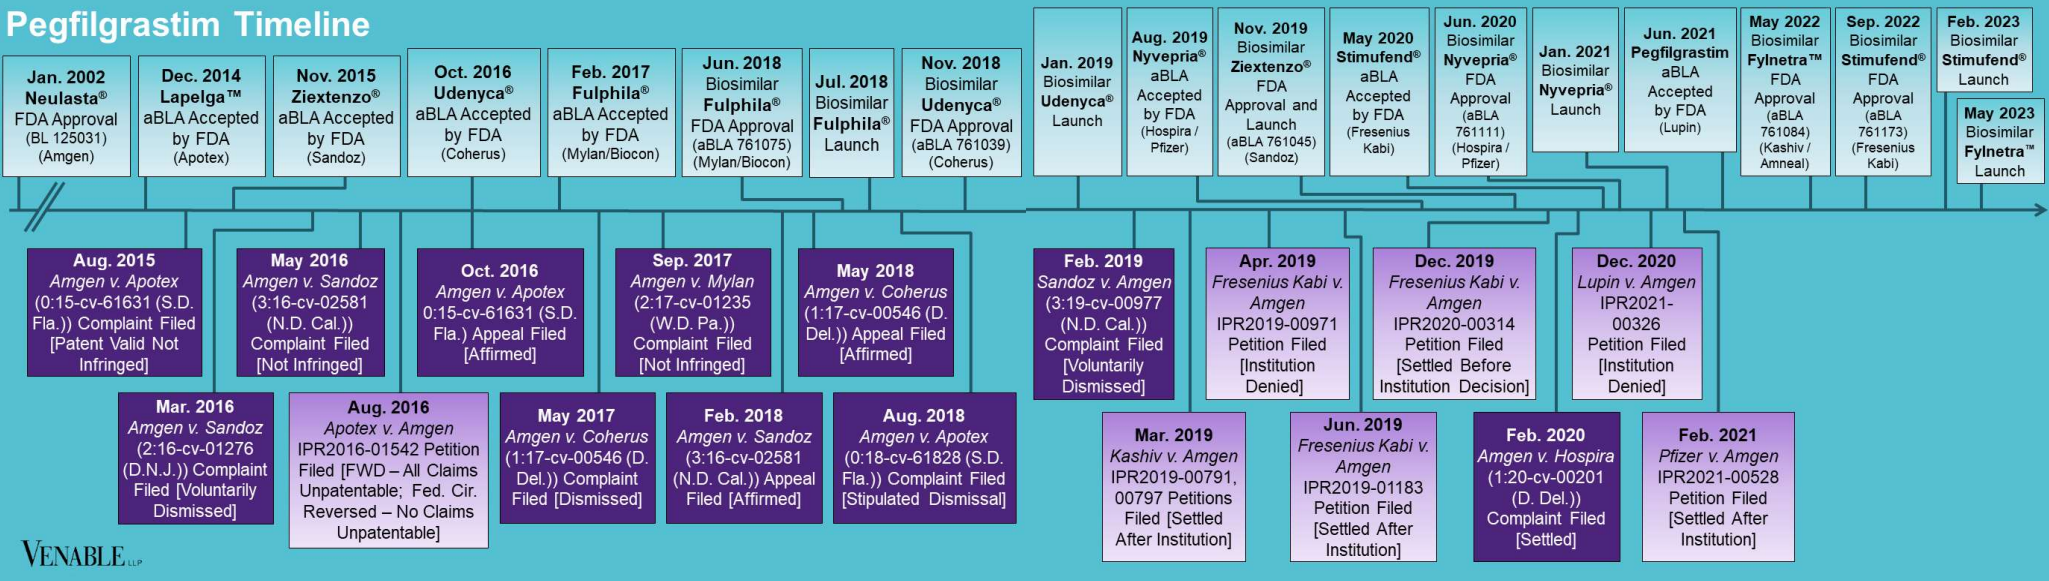 Pegfilgrastim Timeline
Jan. 2002
Neulasta®
FDA Approval
(BL 125031)
(Amgen)
Dec. 2014
Lapelga™
aBLA Accepted
by FDA
(Apotex)
Nov. 2015
Ziextenzo®
aBLA Accepted
by FDA
(Sandoz)
Oct. 2016
Udenyca®
aBLA Accepted
by FDA
(Coherus)
Feb. 2017
Fulphila®
aBLA Accepted
by FDA
(Mylan/Biocon)
Jun. 2018
Biosimilar
Fulphila®
FDA Approval
(aBLA 761075)
(Mylan/Biocon)
Jul. 2018
Biosimilar
Fulphila®
Launch
Nov. 2018
Biosimilar
Udenyca®
FDA Approval
(aBLA 761039)
(Coherus)
Jan. 2019
Biosimilar
Udenyca®
Launch
Aug. 2019
Nyvepria®
aBLA
Accepted
by FDA
(Hospira /
Pfizer)
Nov. 2019
Biosimilar
Ziextenzo®
FDA
Approval and
Launch
(aBLA 761045)
(Sandoz)
May 2020
Stimufend®
aBLA
Accepted
by FDA
(Fresenius
Kabi)
Jun. 2020
Biosimilar
Nyvepria®
FDA
Approval
(aBLA
761111)
(Hospira /
Pfizer)
Jan. 2021
Biosimilar
Nyvepria®
Launch
Jun. 2021
Pegfilgrastim
aBLA
Accepted
by FDA
(Lupin)
May 2022
Biosimilar
Fylnetra™
FDA
Approval
(aBLA
761084)
(Kashiv /
Amneal)
Sep. 2022
Biosimilar
Stimufend®
FDA
Approval
(aBLA
761173)
(Fresenius
Kabi)
Feb. 2023
Biosimilar
Stimufend®
Launch
May 2023
Biosimilar
Fylnetra™
Launch
Aug. 2015
Amgen v. Apotex
(0:15-cv-61631 (S.D.
Fla.)) Complaint Filed
[Patent Valid Not
Infringed]
May 2016
Amgen v. Sandoz
(3:16-cv-02581
(N.D. Cal.))
Complaint Filed
[Not Infringed]
Oct. 2016
Amgen v. Apotex
0:15-cv-61631 (S.D.
Fla.) Appeal Filed
[Affirmed]
Sep. 2017
Amgen v. Mylan
(2:17-cv-01235
(W.D. Pa.))
Complaint Filed
[Not Infringed]
May 2018
Amgen v. Coherus
(1:17-cv-00546 (D.
Del.)) Appeal Filed
[Affirmed]
Feb. 2019
Sandoz v. Amgen
(3:19-cv-00977
(N.D. Cal.))
Complaint Filed
[Voluntarily
Dismissed]
Apr. 2019
Fresenius Kabi v.
Amgen
IPR2019-00971
Petition Filed
[Institution
Denied]
Dec. 2019
Fresenius Kabi v.
Amgen
IPR2020-00314
Petition Filed
[Settled Before
Institution Decision]
Dec. 2020
Lupin v. Amgen
IPR2021-
00326
Petition Filed
[Institution
Denied]
Mar. 2016
Amgen v. Sandoz
(2:16-cv-01276
(D.N.J.)) Complaint
Filed [Voluntarily
Dismissed]
Aug. 2016
Apotex v. Amgen
IPR2016-01542 Petition
Filed [FWD – All Claims
Unpatentable; Fed. Cir.
Reversed – No Claims
Unpatentable]
May 2017
Amgen v. Coherus
(1:17-cv-00546 (D.
Del.)) Complaint
Filed [Dismissed]
Feb. 2018
Amgen v. Sandoz
(3:16-cv-02581
(N.D. Cal.)) Appeal
Filed [Affirmed]
Aug. 2018
Amgen v. Apotex
(0:18-cv-61828 (S.D.
Fla.)) Complaint Filed
[Stipulated Dismissal]
Mar. 2019
Kashiv v. Amgen
IPR2019-00791,
00797 Petitions
Filed [Settled
After Institution]
Jun. 2019
Fresenius Kabi v.
Amgen
IPR2019-01183
Petition Filed
[Settled After
Institution]
Feb. 2020
Amgen v. Hospira
(1:20-cv-00201
(D. Del.))
Complaint Filed
[Settled]
Feb. 2021
Pfizer v. Amgen
IPR2021-00528
Petition Filed
[Settled After
Institution]
VENABLE LLP